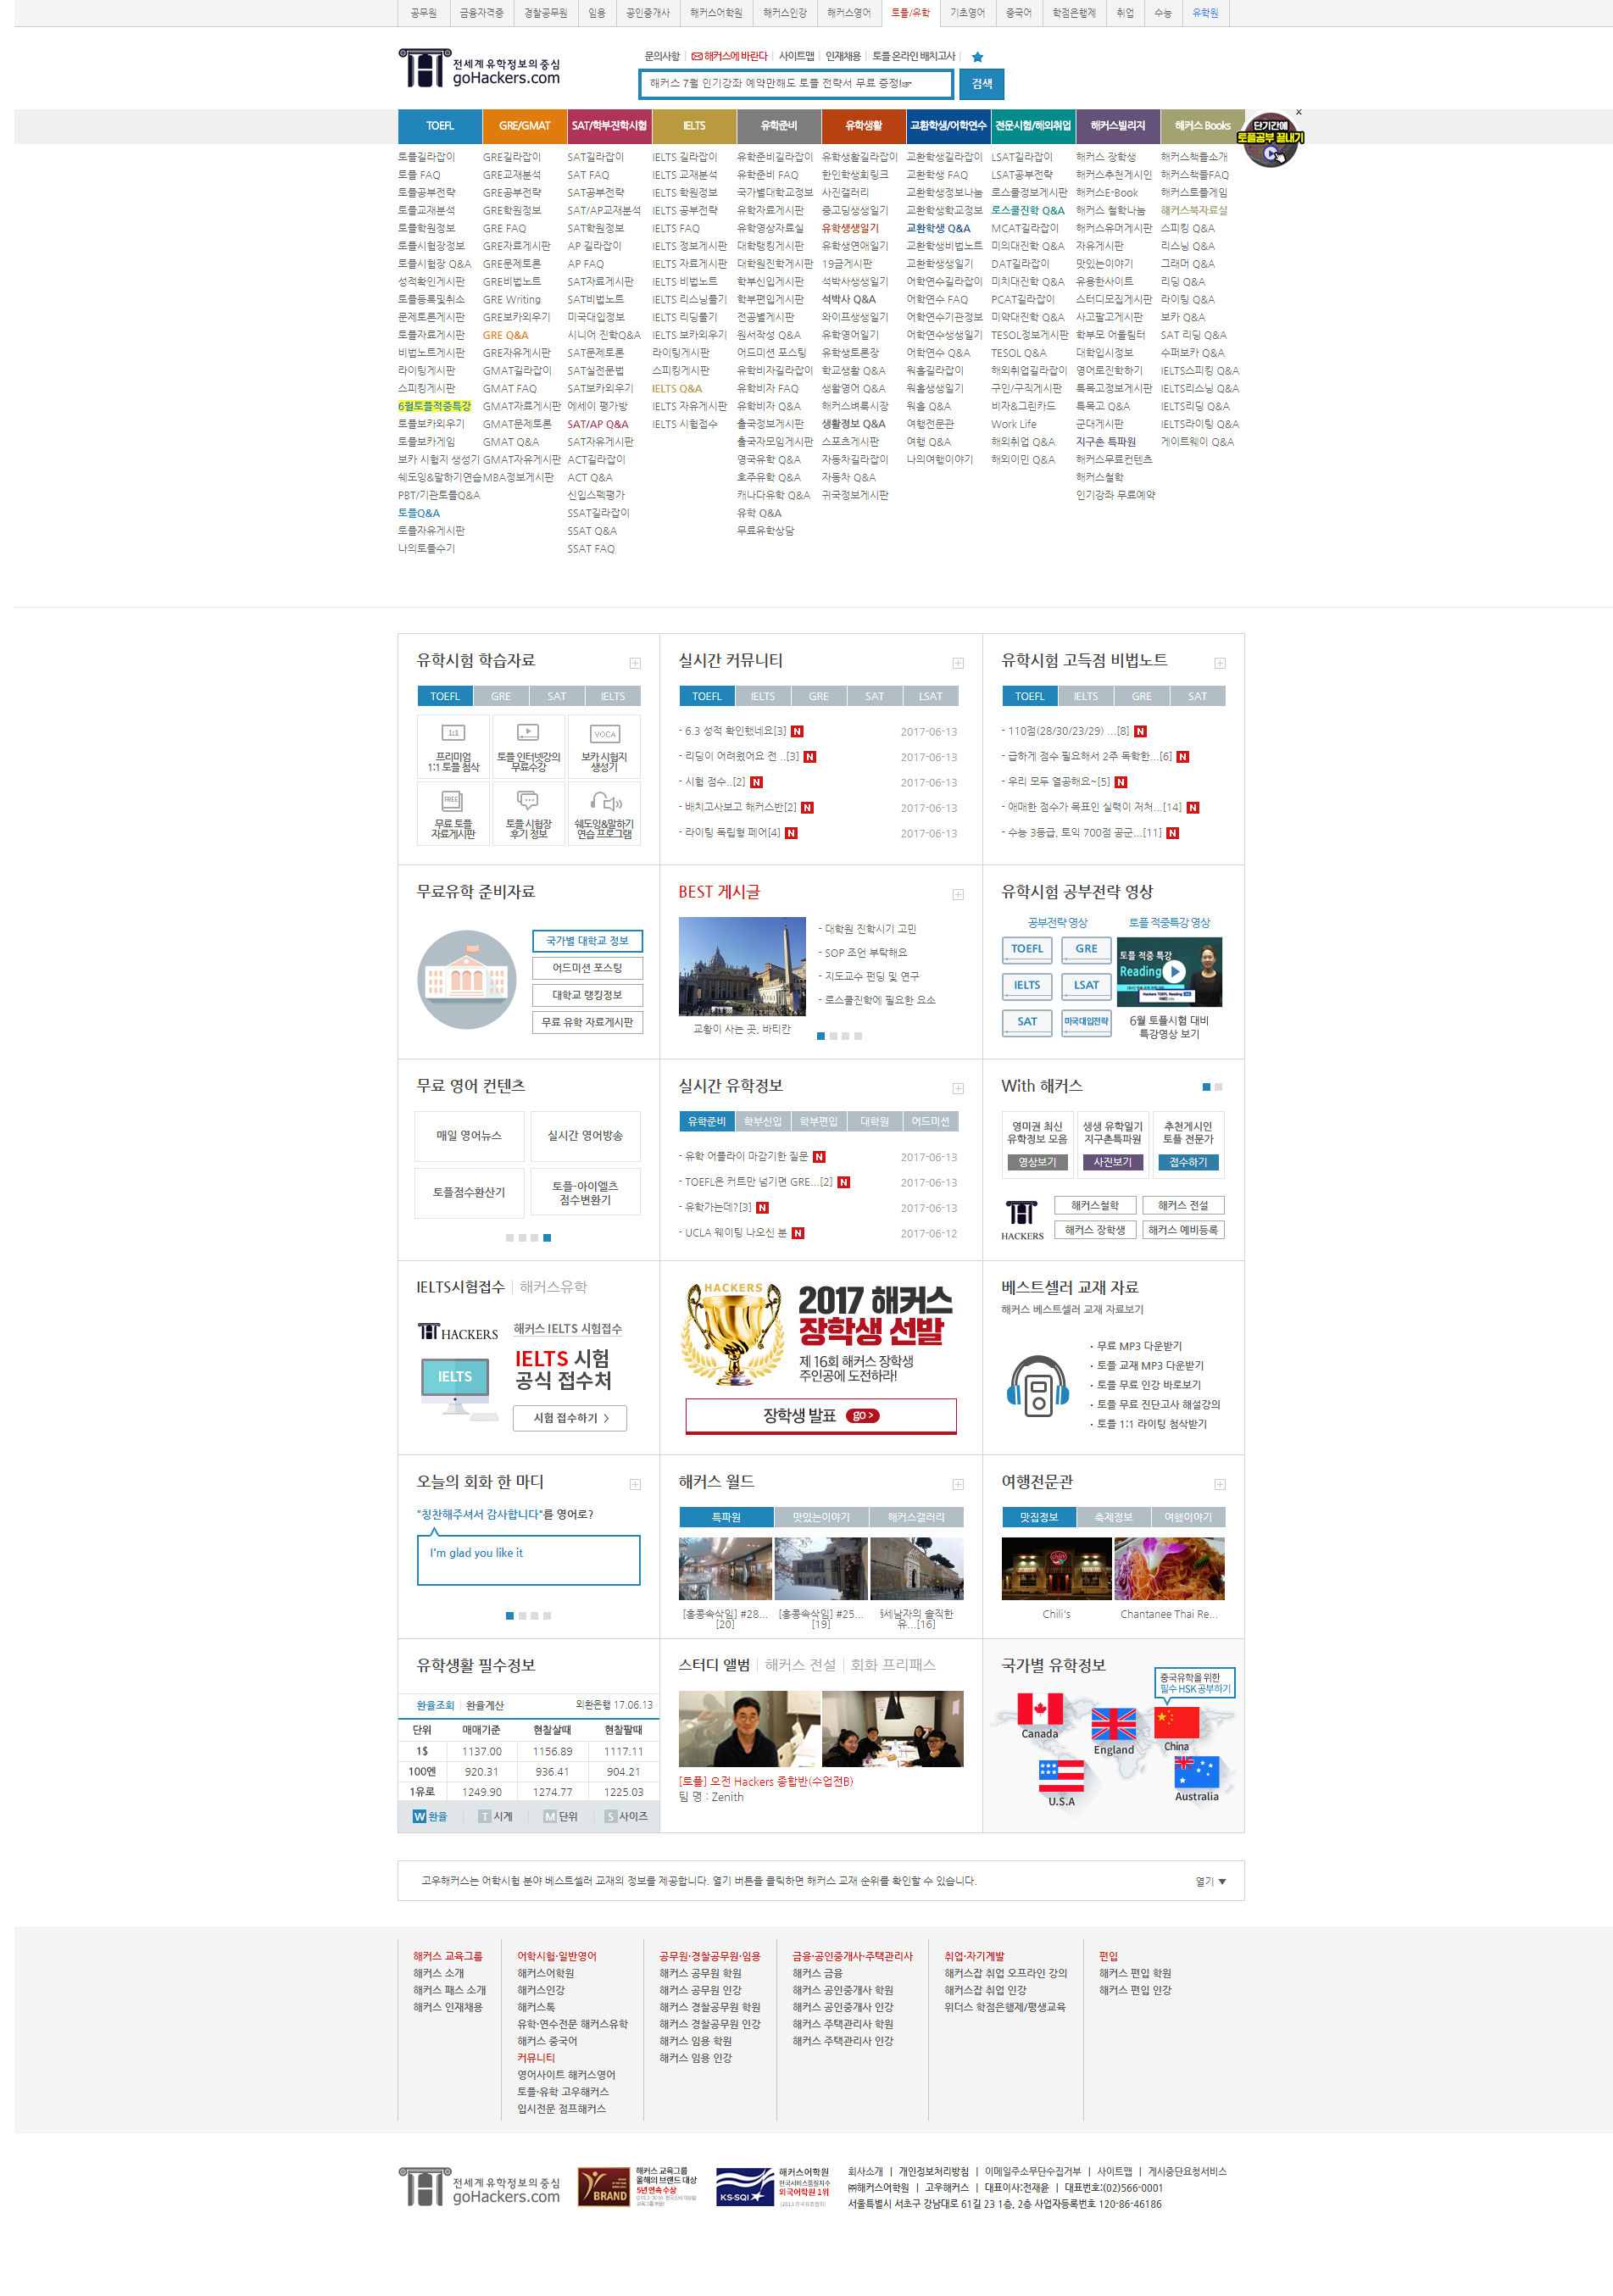 공무원 금융자격증 경찰공무원 임용 공인중개사 해커스어학원 해커스인강 해커스영어 토플/유학 기초영어 중국어 학점은행제 취업 수능 유학원
문의사항 해커스에 바란다 사이트맵 인재채용 토플 온라인 배치고사
전세계 유학정보의 중심
goHackers.com
해커스 7월 인기강좌 예약만해도 토플 전략서 무료 증정!☞ 검색
TOEFL GRE/GMAT SAT/학부진학시험 IELTS 유학준비 유학생활 교환학생/어학연수 전문시험/해외취업 해커스빌리지 해커스 Books
단기간에
토플공부 끝내기
x
토플길라잡이 GRE길라잡이 SAT길라잡이 IELTS 길라잡이 유학준비길라잡이 유학생활길라잡이 교환학생길라잡이 LSAT길라잡이 해커스 장학생 해커스책들소개
토플 FAQ GRE교재분석 SAT FAQ IELTS 교재분석 유학준비 FAQ 한인학생회링크 교환학생 FAQ LSAT공부전략 해커스추천게시인 해커스책들FAQ
토플공부전략 GRE공부전략 SAT공부전략 IELTS 학원정보 국가별대학교정보 사진갤러리 교환학생정보나눔 로스쿨정보게시판 해커스E-Book 해커스토플게임
토플교재분석 GRE학원정보 SAT/AP교재분석 IELTS 공부전략 유학자료게시판 중고딩생생일기 교환학생학교정보 로스쿨진학 Q&A 해커스 철학나눔 해커스북자료실
토플학원정보 GRE FAQ SAT학원정보 IELTS FAQ 유학영상자료실 유학생생일기 교환학생 Q&A MCAT길라잡이 해커스유머게시판 스피킹 Q&A
토플시험장정보 GRE자료게시판 AP 길라잡이 IELTS 정보게시판 대학랭킹게시판 유학생연애일기 교환학생비법노트 미의대진학 Q&A 자유게시판 리스닝 Q&A
토플시험장 Q&A GRE문제토론 AP FAQ IELTS 자료게시판 대학원진학게시판 19금게시판 교환학생생일기 DAT길라잡이 맛있는이야기 그래머 Q&A
성적확인게시판 GRE비법노트 SAT자료게시판 IELTS 비법노트 학부신입게시판 석박사생생일기 어학연수길라잡이 미치대진학 Q&A 유용한사이트 리딩 Q&A
토플등록및취소 GRE Writing SAT비법노트 IELTS 리스닝풀기 학부편입게시판 석박사 Q&A 어학연수 FAQ PCAT길라잡이 스터디모집게시판 라이팅 Q&A
문제토론게시판 GRE보카외우기 미국대입정보 IELTS 리딩풀기 전공별게시판 와이프생생일기 어학연수기관정보 미약대진학 Q&A 사고팔고게시판 보카 Q&A
토플자료게시판 GRE Q&A 시니어 진학Q&A IELTS 보카외우기 원서작성 Q&A 유학영어일기 어학연수생생일기 TESOL정보게시판 학부모 어울림터 SAT 리딩 Q&A
비법노트게시판 GRE자유게시판 SAT문제토론 라이팅게시판 어드미션 포스팅 유학생토론장 어학연수 Q&A TESOL Q&A 대학입시정보 수퍼보카 Q&A
라이팅게시판 GMAT길라잡이 SAT실전문법 스피킹게시판 유학비자길라잡이 학교생활 Q&A 워홀길라잡이 해외취업길라잡이 영어로진학하기 IELTS스피킹 Q&A
스피킹게시판 GMAT FAQ SAT보카외우기 IELTS Q&A 유학비자 FAQ 생활영어 Q&A 워홀생생일기 구인/구직게시판 특목고정보게시판 IELTS리스닝 Q&A
6월토플적중특강 GMAT자료게시판 에세이 평가방 IELTS 자유게시판 유학비자 Q&A 해커스벼룩시장 워홀 Q&A 비자&그린카드 특목고 Q&A IELTS리딩 Q&A
토플보카외우기 GMAT문제토론 SAT/AP Q&A IELTS 시험접수 출국정보게시판 생활정보 Q&A 여행전문관 Work Life 군대게시판 IELTS라이팅 Q&A
토플보카게임 GMAT Q&A SAT자유게시판 출국자모임게시판 스포츠게시판 여행 Q&A 해외취업 Q&A 지구촌 특파원 게이트웨이 Q&A
보카 시험지 생성기 GMAT자유게시판 ACT길라잡이 영국유학 Q&A 자동차길라잡이 나의여행이야기 해외이민 Q&A 해커스무료컨텐츠
쉐도잉&말하기연습 MBA정보게시판 ACT Q&A 호주유학 Q&A 자동차 Q&A 해커스철학
PBT/기관토플Q&A 신입스펙평가 캐나다유학 Q&A 귀국정보게시판 인기강좌 무료예약
토플Q&A SSAT길라잡이 유학 Q&A
토플자유게시판 SSAT Q&A 무료유학상담
나의토플수기 SSAT FAQ
유학시험 학습자료
TOEFL GRE SAT IELTS
1:1 VOCA
프리미엄
1:1 토플 첨삭
토플 인터넷강의
무료수강
보카 시험지
생성기
FREE
무료 토플
자료게시판
토플 시험장
후기 정보
쉐도잉&말하기
연습 프로그램
실시간 커뮤니티
TOEFL IELTS GRE SAT LSAT
- 6.3 성적 확인했네요[3] N 2017-06-13
- 리딩이 어려웠어요 전 ..[3] N 2017-06-13
- 시험 점수..[2] N 2017-06-13
- 배치고사보고 해커스반[2] N 2017-06-13
- 라이팅 독립형 페어[4] N 2017-06-13
유학시험 고득점 비법노트
TOEFL IELTS GRE SAT
- 110점(28/30/23/29) ...[8] N
- 급하게 점수 필요해서 2주 독학한...[6] N
- 우리 모두 열공해요~[5] N
- 애매한 점수가 목표인 실력이 저처...[14] N
- 수능 3등급, 토익 700점 공군...[11] N
무료유학 준비자료
국가별 대학교 정보
어드미션 포스팅
대학교 랭킹정보
무료 유학 자료게시판
BEST 게시글
교황이 사는 곳, 바티칸
- 대학원 진학시기 고민
- SOP 조언 부탁해요
- 지도교수 펀딩 및 연구
- 로스쿨진학에 필요한 요소
유학시험 공부전략 영상
공부전략 영상 토플 적중특강 영상
TOEFL GRE
IELTS LSAT
SAT 미국대입전략
토플 적중 특강
Reading
6월 토플시험 대비
특강영상 보기
무료 영어 컨텐츠
매일 영어뉴스 실시간 영어방송
토플점수환산기 토플-아이엘츠
점수변환기
실시간 유학정보
유학준비 학부신입 학부편입 대학원 어드미션
- 유학 어플라이 마감기한 질문 N 2017-06-13
- TOEFL은 커트만 넘기면 GRE...[2] N 2017-06-13
- 유학가는데?[3] N 2017-06-13
- UCLA 웨이팅 나오신 분 N 2017-06-12
With 해커스
영미권 최신
유학정보 모음
영상보기
생생 유학일기
지구촌특파원
사진보기
추천게시인
토플 전문가
접수하기
HACKERS
해커스철학 해커스 전설
해커스 장학생 해커스 예비등록
IELTS시험접수 해커스유학
HACKERS
IELTS
해커스 IELTS 시험접수
IELTS 시험
공식 접수처
시험 접수하기 >
HACKERS
2017 해커스
장학생 선발
제 16회 해커스 장학생
주인공에 도전하라!
장학생 발표 go >
베스트셀러 교재 자료
해커스 베스트셀러 교재 자료보기
· 무료 MP3 다운받기
· 토플 교재 MP3 다운받기
· 토플 무료 인강 바로보기
· 토플 무료 진단고사 해설강의
· 토플 1:1 라이팅 첨삭받기
오늘의 회화 한 마디
"칭찬해주셔서 감사합니다"를 영어로?
I'm glad you like it
해커스 월드
특파원 맛있는이야기 해커스갤러리
[홍콩속삭임] #28...
[20]
[홍콩속삭임] #25...
[19]
세남자의 솔직한
유...[16]
여행전문관
맛집정보 축제정보 여행이야기
Chili's Chantanee Thai Re...
유학생활 필수정보
환율조회 환율계산 외환은행 17.06.13
단위 매매기준 현찰살때 현찰팔때
1$ 1137.00 1156.89 1117.11
100엔 920.31 936.41 904.21
1유로 1249.90 1274.77 1225.03
W 환율 T 시계 M 단위 S 사이즈
스터디 앨범 해커스 전설 회화 프리패스
[토플] 오전 Hackers 종합반(수업전B)
팀 명 : Zenith
국가별 유학정보
중국유학을 위한
필수 HSK 공부하기
Canada
England
China
U.S.A
Australia
고우해커스는 어학시험 분야 베스트셀러 교재의 정보를 제공합니다. 열기 버튼을 클릭하면 해커스 교재 순위를 확인할 수 있습니다. 열기 ▼
해커스 교육그룹
해커스 소개
해커스 패스 소개
해커스 인재채용
어학시험·일반영어
해커스어학원
해커스인강
해커스톡
유학·연수전문 해커스유학
해커스 중국어
커뮤니티
영어사이트 해커스영어
토플·유학 고우해커스
입시전문 점프해커스
공무원·경찰공무원·임용
해커스 공무원 학원
해커스 공무원 인강
해커스 경찰공무원 학원
해커스 경찰공무원 인강
해커스 임용 학원
해커스 임용 인강
금융·공인중개사·주택관리사
해커스 금융
해커스 공인중개사 학원
해커스 공인중개사 인강
해커스 주택관리사 학원
해커스 주택관리사 인강
취업·자기계발
해커스잡 취업 오프라인 강의
해커스잡 취업 인강
위더스 학점은행제/평생교육
편입
해커스 편입 학원
해커스 편입 인강
전세계 유학정보의 중심
goHackers.com
BRAND
해커스 교육그룹
올해의 브랜드 대상
5년연속 수상
KS-SQI
해커스어학원
한국서비스품질지수
외국어학원 1위
회사소개 | 개인정보처리방침 | 이메일주소무단수집거부 | 사이트맵 | 게시중단요청서비스
㈜해커스어학원 | 고우해커스 | 대표이사:전재윤 | 대표번호:(02)566-0001
서울특별시 서초구 강남대로 61길 23 1층, 2층 사업자등록번호 120-86-46186